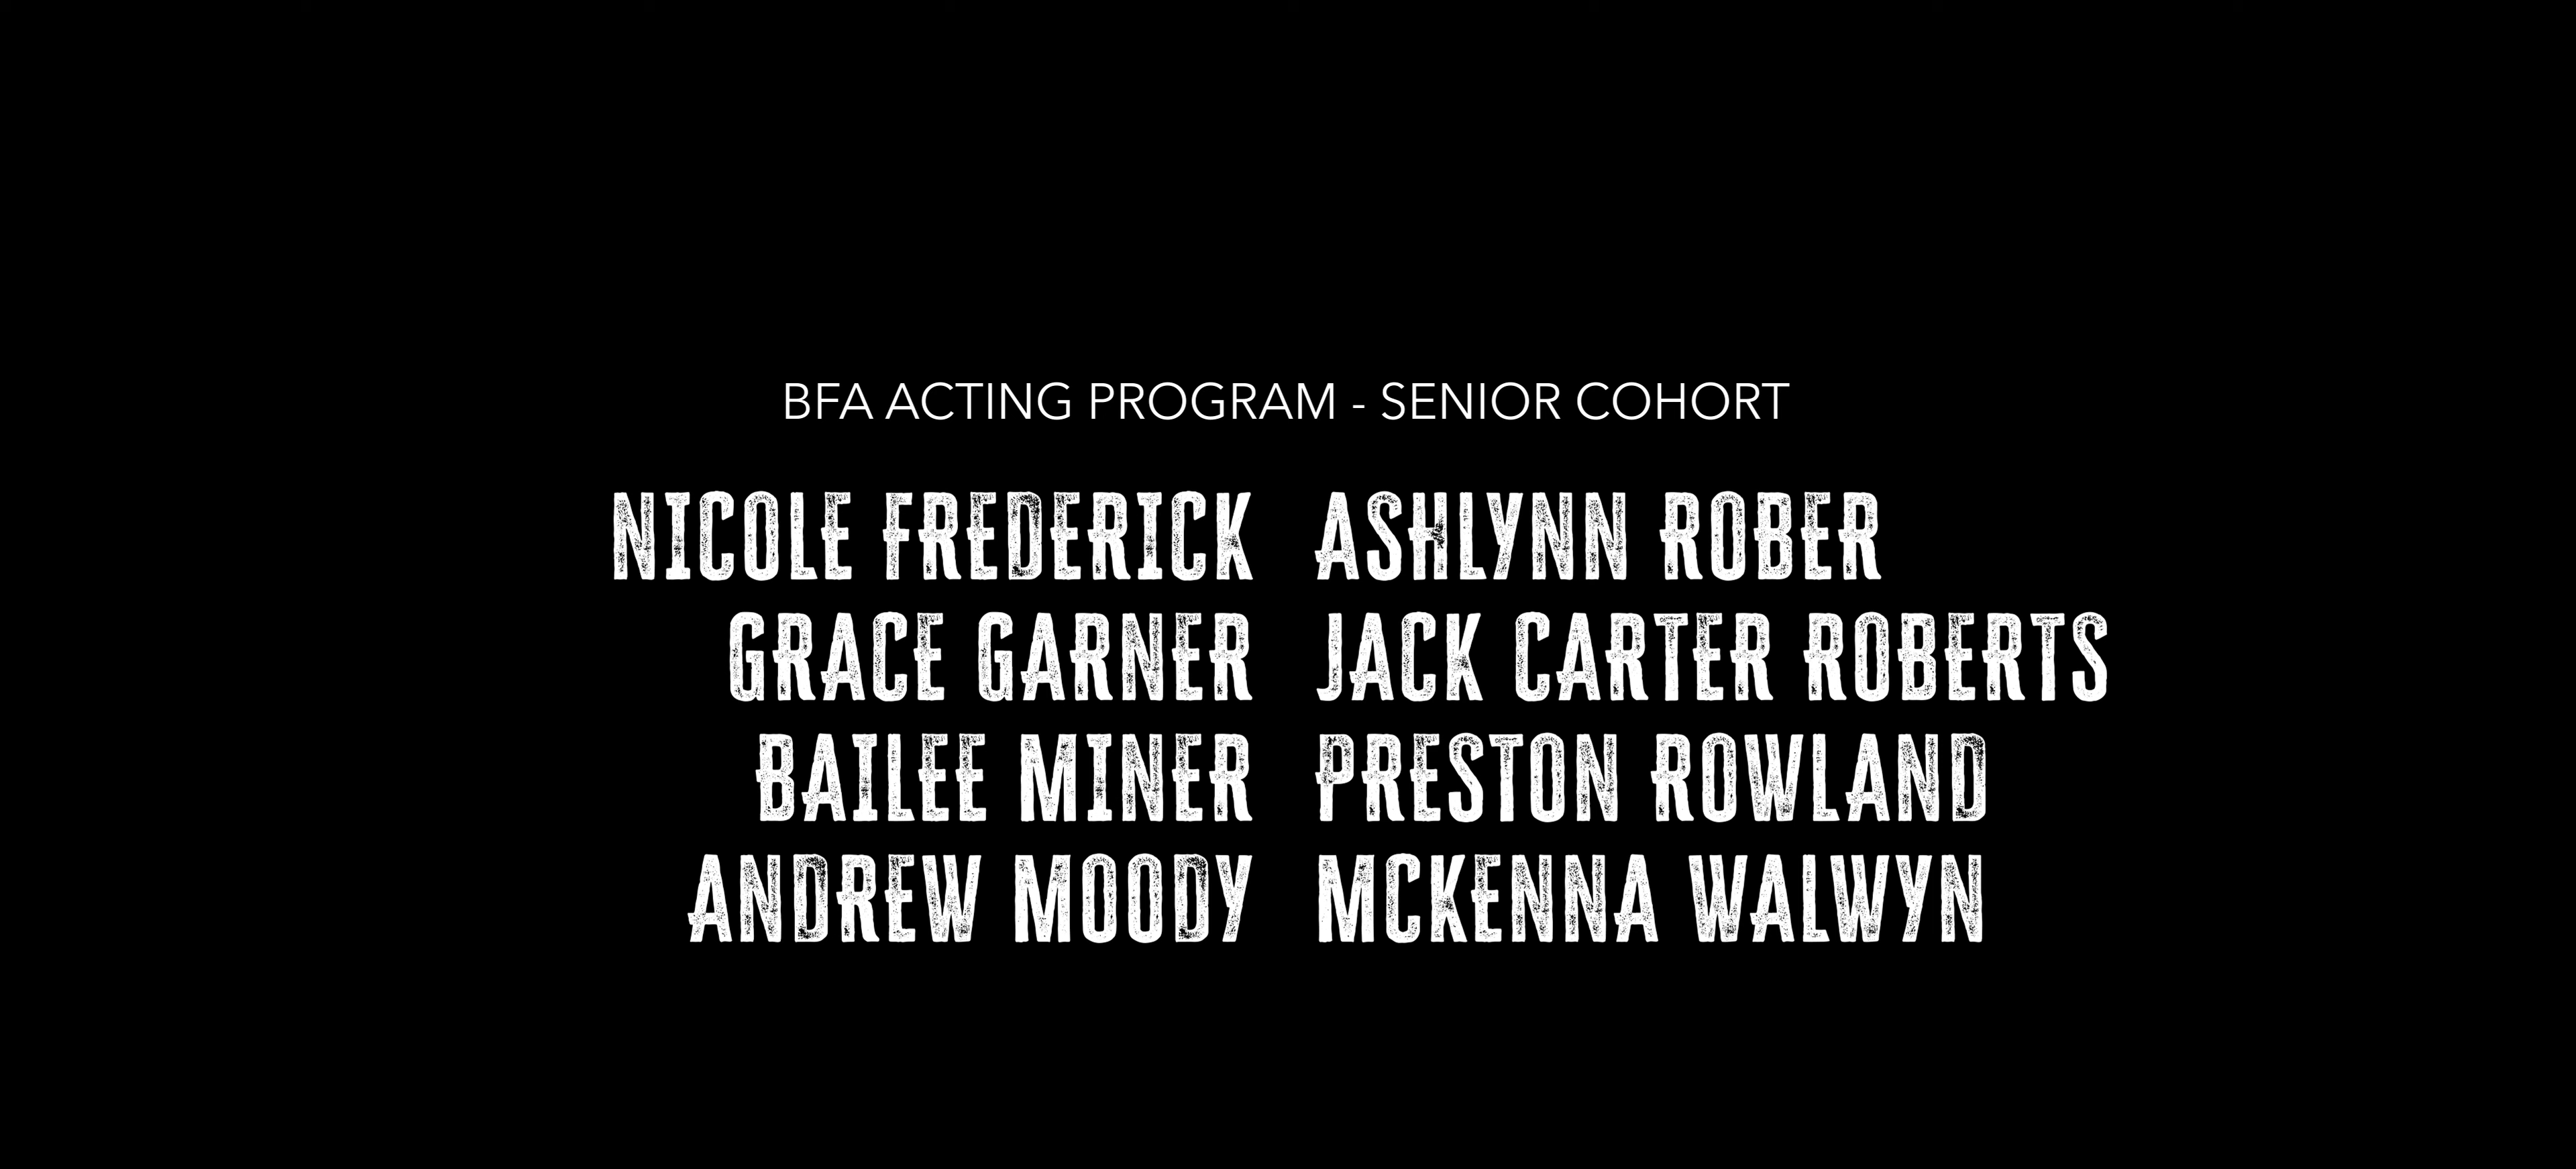 BFA ACTING PROGRAM - SENIOR COHORT
NICOLE FREDERICK ASHLYNN ROBER
GRACE GARNER JACK CARTER ROBERTS
BAILEE MINER PRESTON ROWLAND
ANDREW MOODY MCKENNA WALWYN